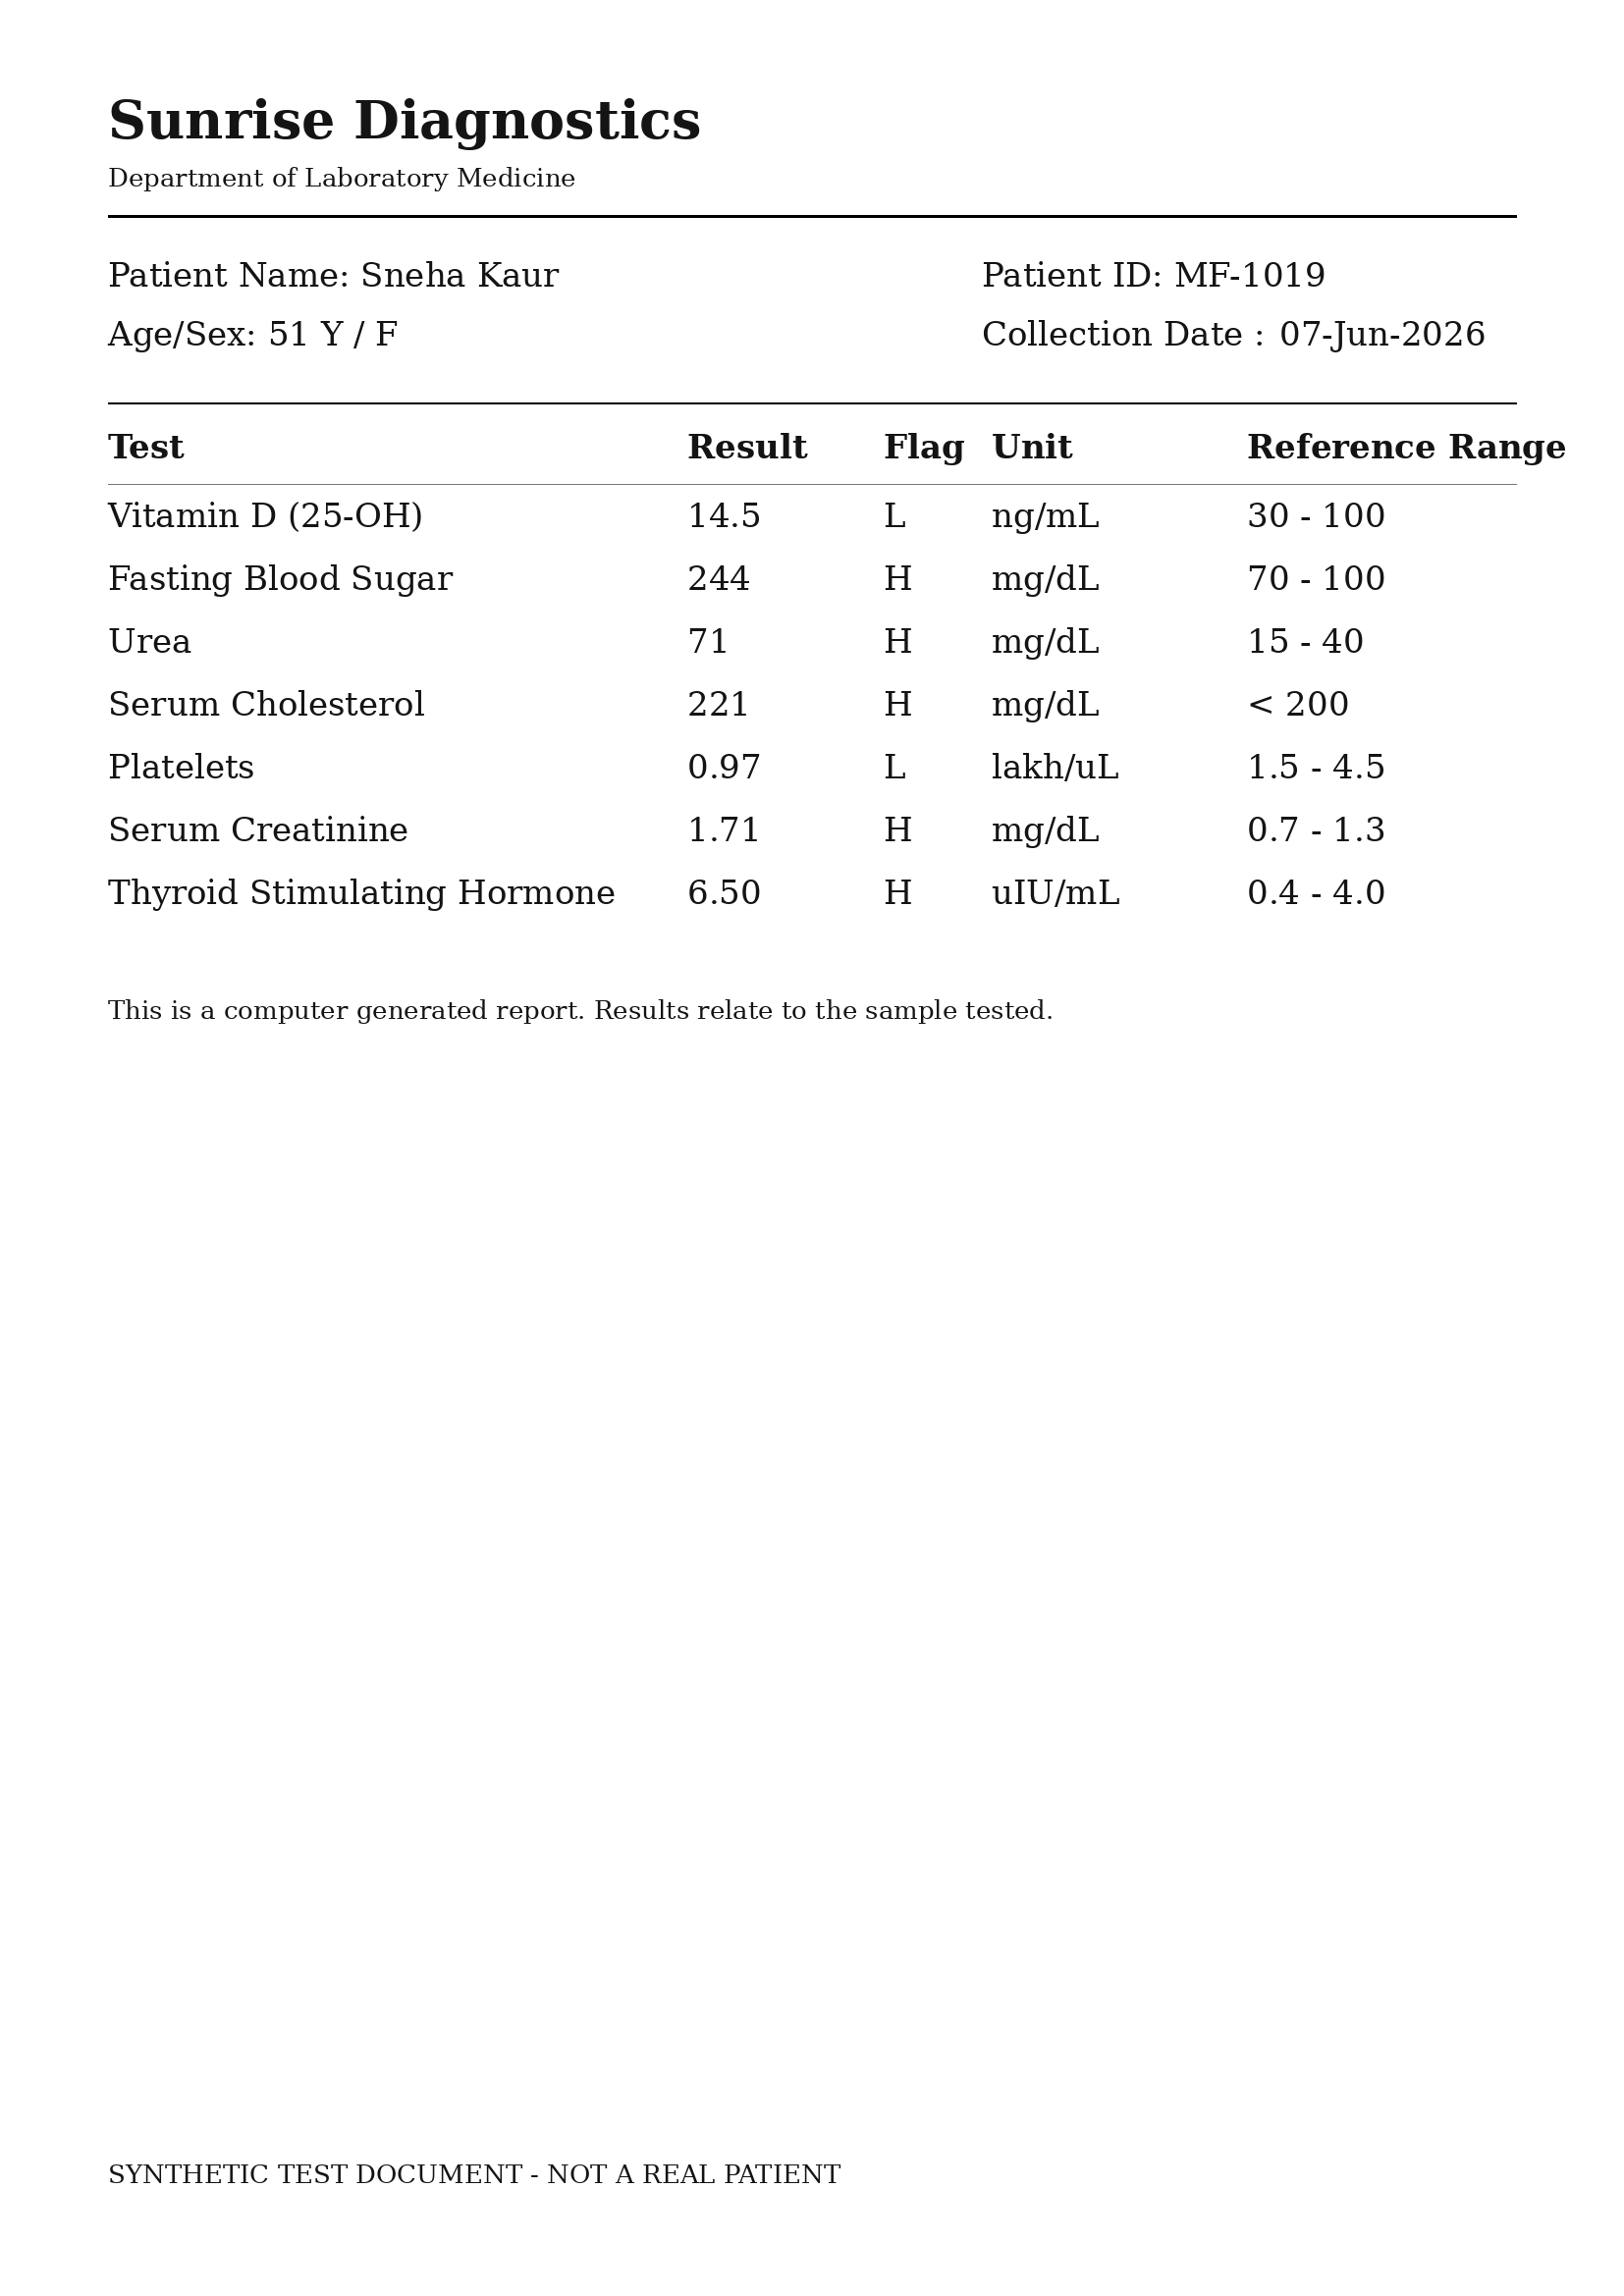 Sunrise Diagnostics
Department of Laboratory Medicine
Patient Name: Sneha Kaur Patient ID: MF-1019
Age/Sex: 51 Y / F Collection Date : 07-Jun-2026
Test Result Flag Unit Reference Range
Vitamin D (25-OH) 14.5 L ng/mL 30 - 100
Fasting Blood Sugar 244 H mg/dL 70 - 100
Urea 71 H mg/dL 15 - 40
Serum Cholesterol 221 H mg/dL < 200
Platelets 0.97 L lakh/uL 1.5 - 4.5
Serum Creatinine 1.71 H mg/dL 0.7 - 1.3
Thyroid Stimulating Hormone 6.50 H uIU/mL 0.4 - 4.0
This is a computer generated report. Results relate to the sample tested.
SYNTHETIC TEST DOCUMENT - NOT A REAL PATIENT